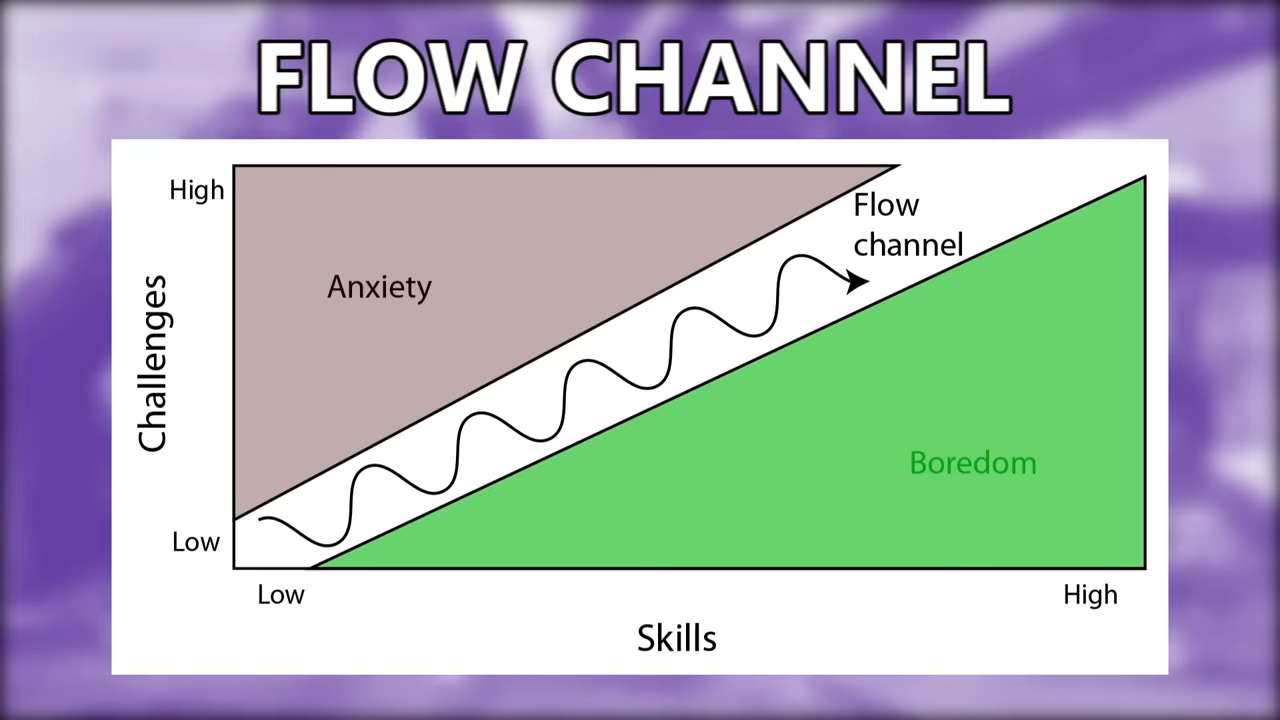 FLOW CHANNEL
High
Flow
channel
Anxiety
Challenges
Boredom
Low
Low
High
Skills